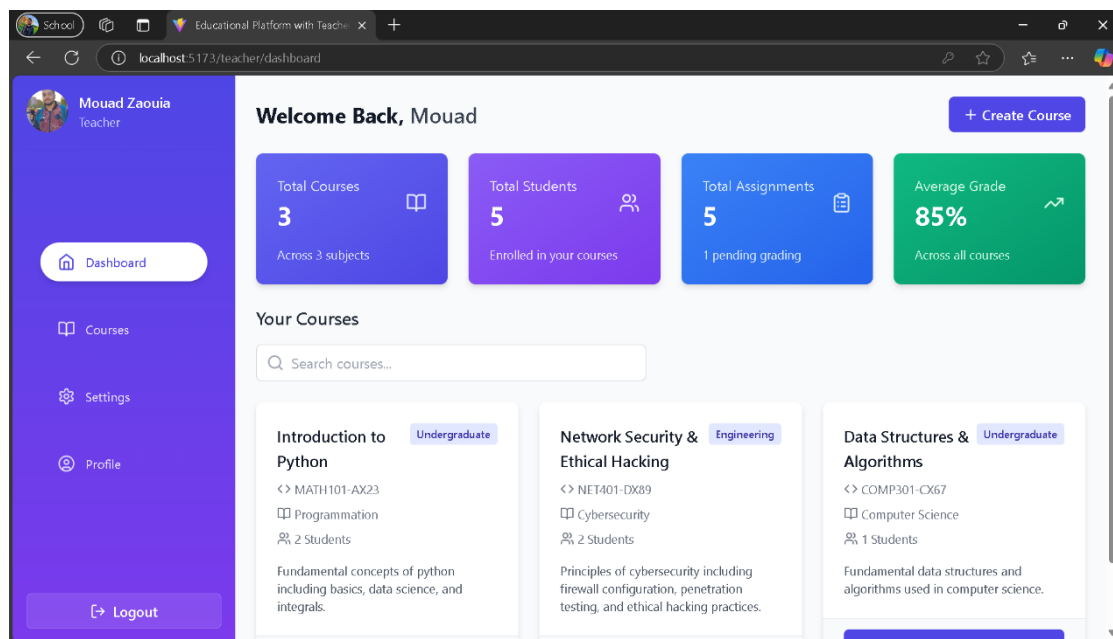 School
Educational Platform with Teache
localhost:5173/teacher/dashboard
Mouad Zaouia
Teacher
Dashboard
Courses
Settings
Profile
Logout
Welcome Back, Mouad
+ Create Course
Total Courses
3
Across 3 subjects
Total Students
5
Enrolled in your courses
Total Assignments
5
1 pending grading
Average Grade
85%
Across all courses
Your Courses
Search courses...
Introduction to
Python
Undergraduate
<> MATH101-AX23
Programmation
2 Students
Fundamental concepts of python
including basics, data science, and
integrals.
Network Security &
Ethical Hacking
Engineering
<> NET401-DX89
Cybersecurity
2 Students
Principles of cybersecurity including
firewall configuration, penetration
testing, and ethical hacking practices.
Data Structures &
Algorithms
Undergraduate
<> COMP301-CX67
Computer Science
1 Students
Fundamental data structures and
algorithms used in computer science.